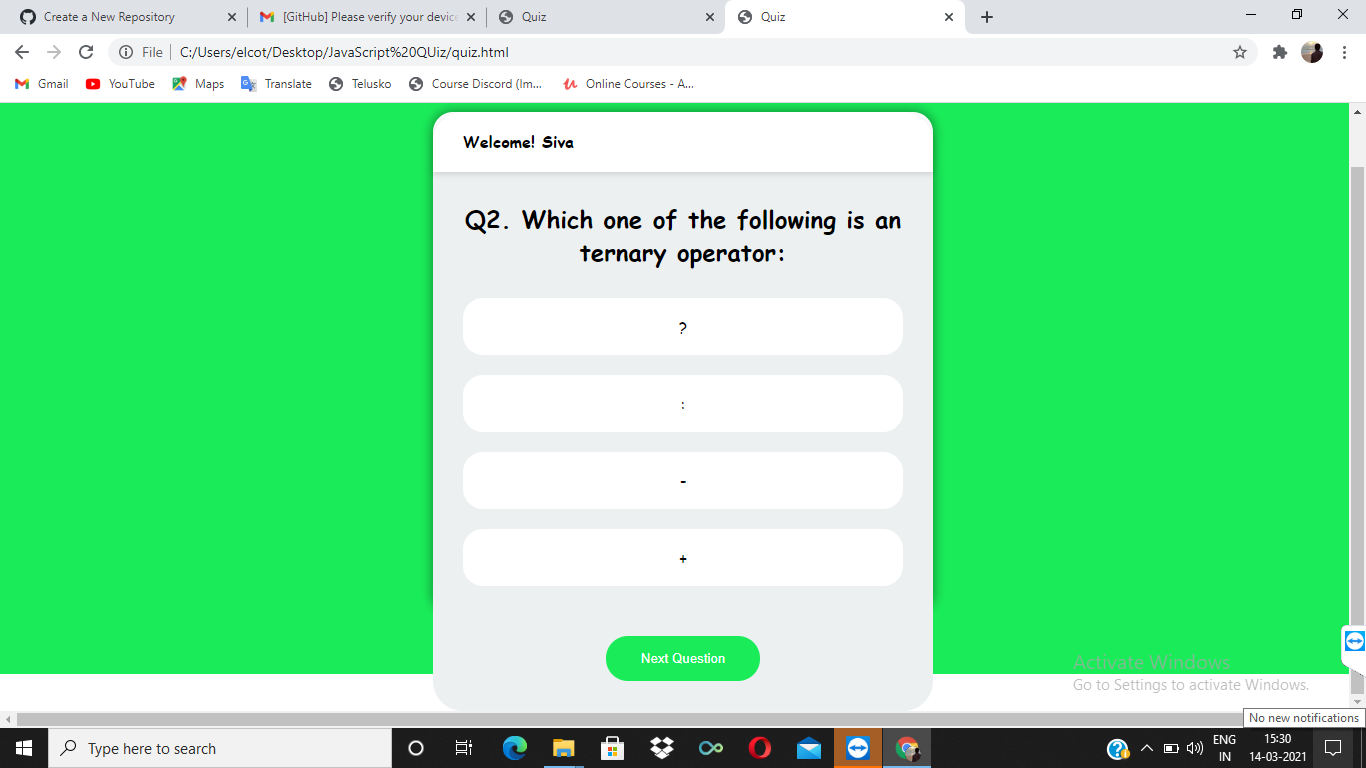 Create a New Repository
[GitHub] Please verify your device
Quiz
Quiz
File
C:/Users/elcot/Desktop/JavaScript%20QUiz/quiz.html
Gmail
YouTube
Maps
Translate
Telusko
Course Discord (Im...
Online Courses - A...
Welcome! Siva
Q2. Which one of the following is an
ternary operator:
?
:
-
+
Next Question
Activate Windows
Go to Settings to activate Windows.
No new notifications
Type here to search
ENG
IN
15:30
14-03-2021